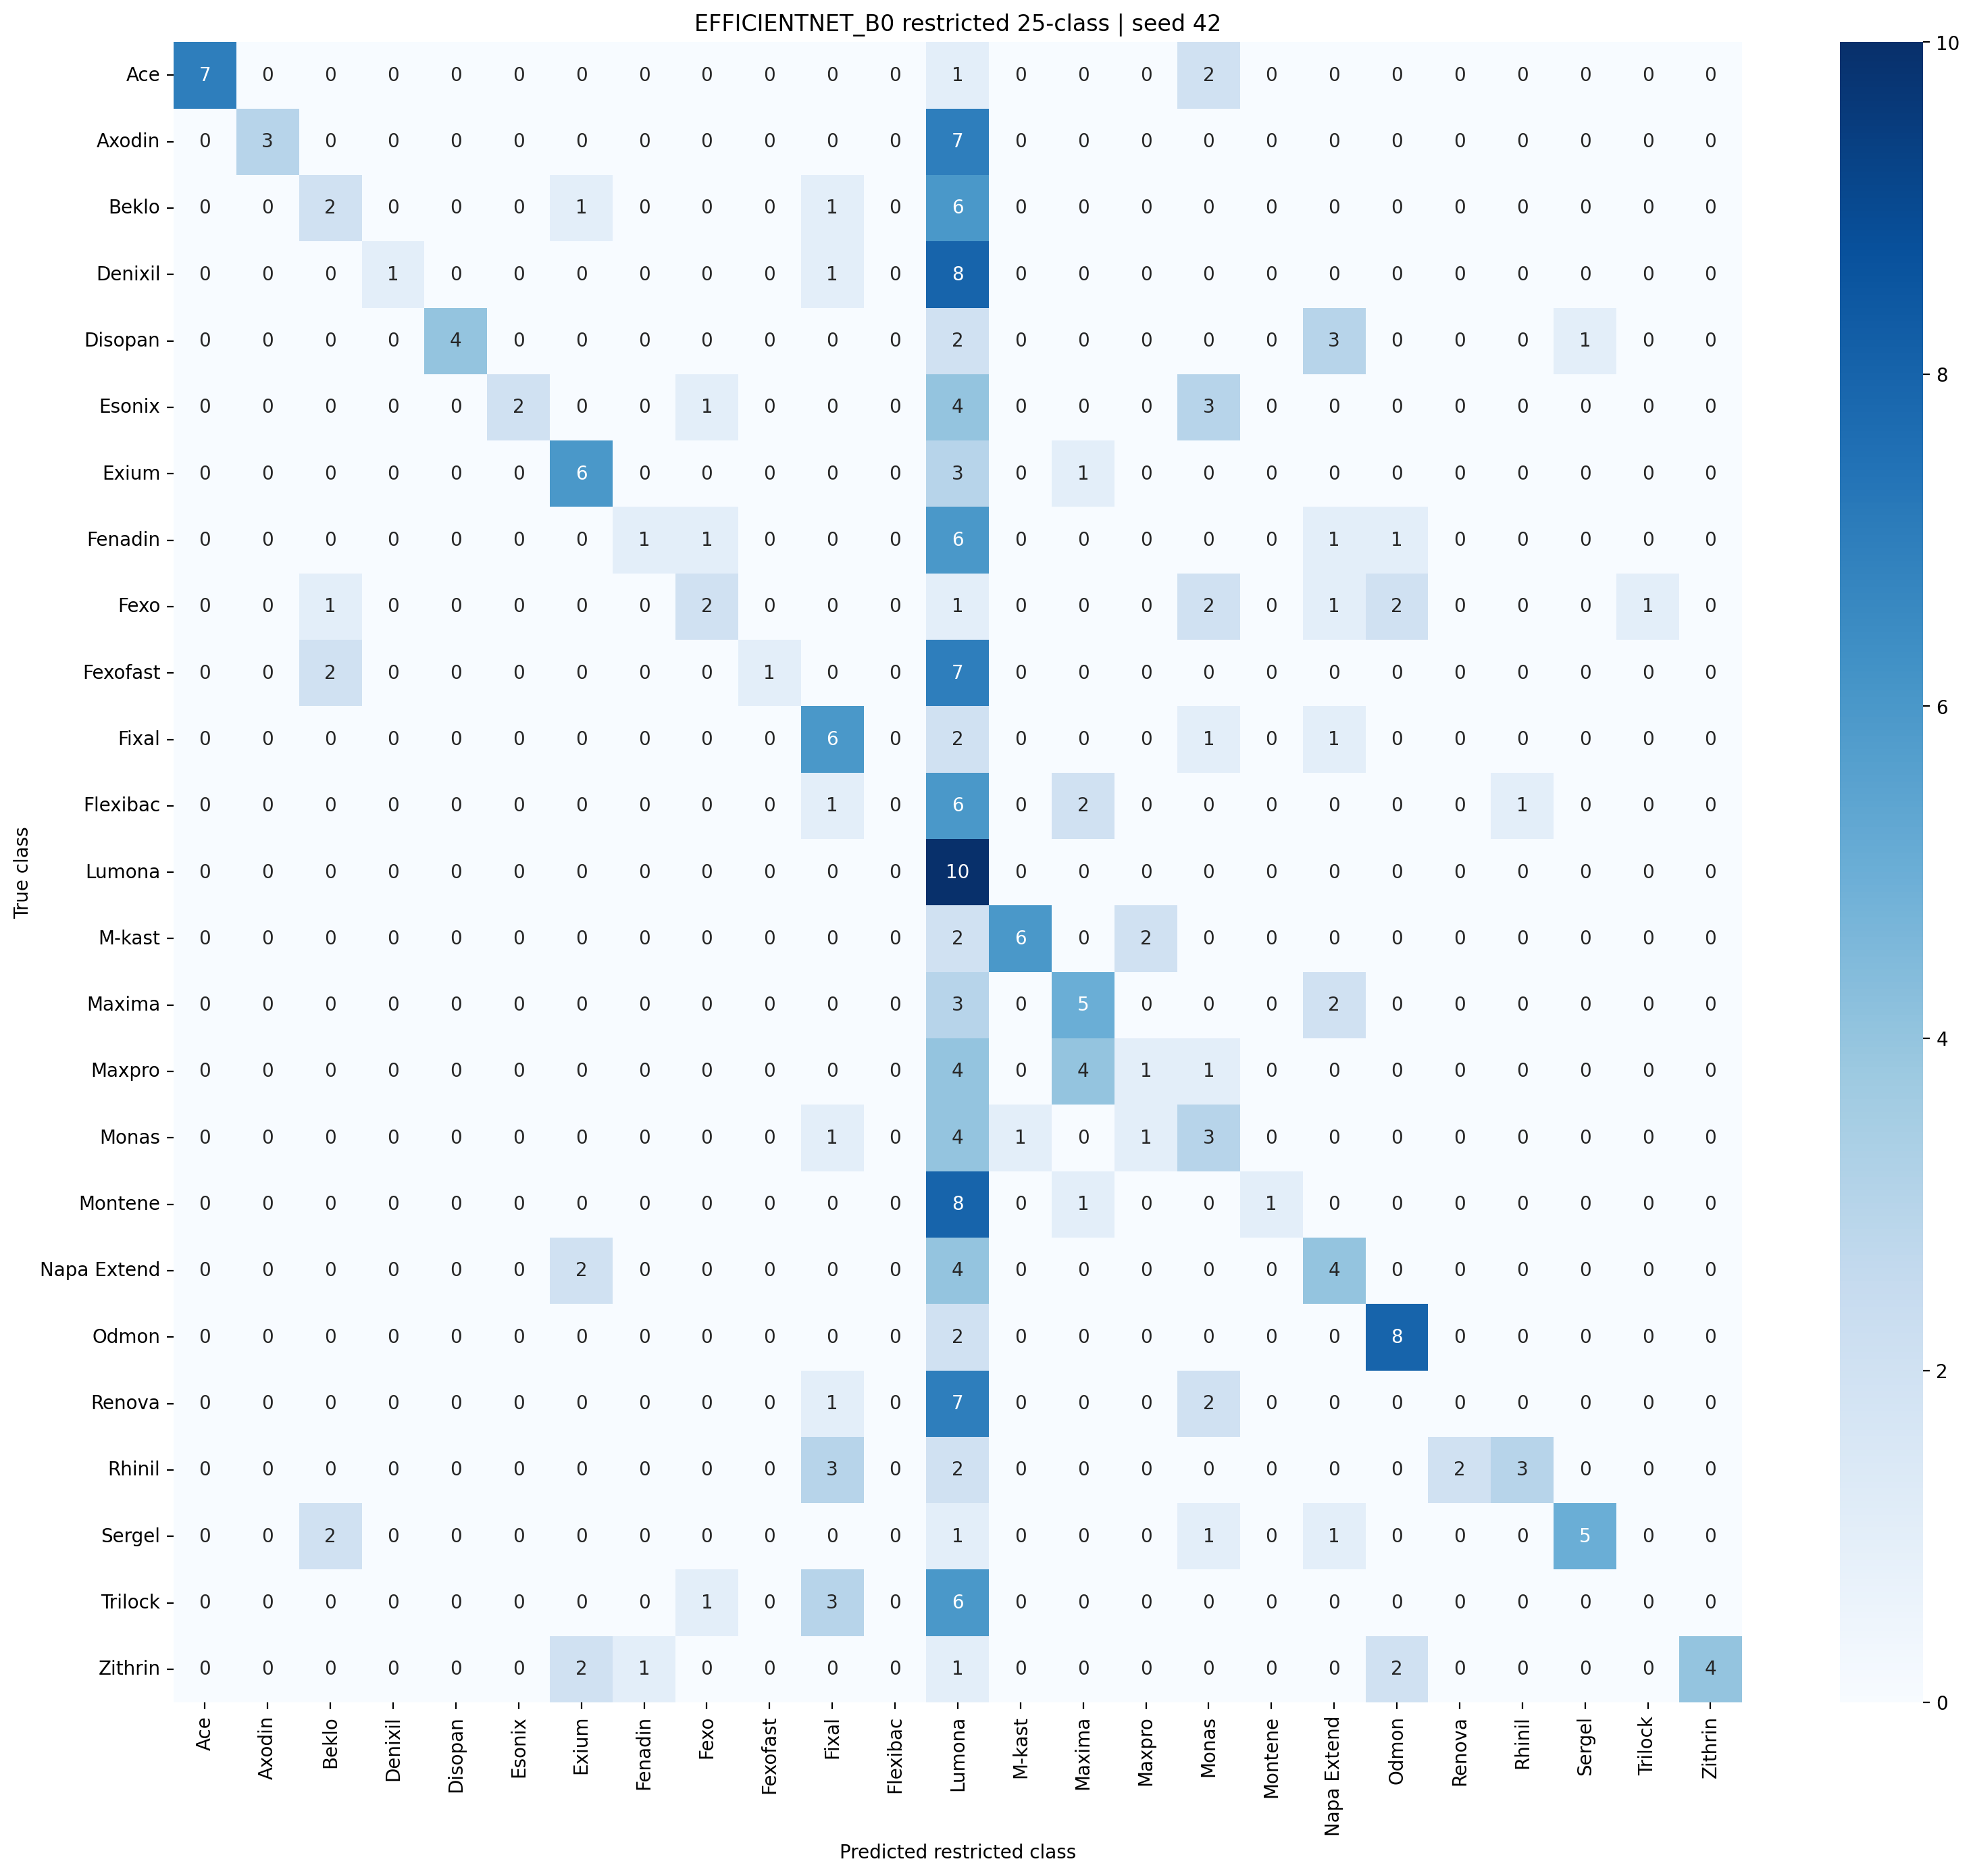 EFFICIENTNET_B0 restricted 25-class | seed 42
Ace 7 0 0 0 0 0 0 0 0 0 0 0 1 0 0 0 2 0 0 0 0 0 0 0 0
Axodin 0 3 0 0 0 0 0 0 0 0 0 0 7 0 0 0 0 0 0 0 0 0 0 0 0
Beklo 0 0 2 0 0 0 1 0 0 0 1 0 6 0 0 0 0 0 0 0 0 0 0 0 0
Denixil 0 0 0 1 0 0 0 0 0 0 1 0 8 0 0 0 0 0 0 0 0 0 0 0 0
Disopan 0 0 0 0 4 0 0 0 0 0 0 0 2 0 0 0 0 0 3 0 0 0 1 0 0
Esonix 0 0 0 0 0 2 0 0 1 0 0 0 4 0 0 0 3 0 0 0 0 0 0 0 0
Exium 0 0 0 0 0 0 6 0 0 0 0 0 3 0 1 0 0 0 0 0 0 0 0 0 0
Fenadin 0 0 0 0 0 0 0 1 1 0 0 0 6 0 0 0 0 0 1 1 0 0 0 0 0
Fexo 0 0 1 0 0 0 0 0 2 0 0 0 1 0 0 0 2 0 1 2 0 0 0 1 0
Fexofast 0 0 2 0 0 0 0 0 0 1 0 0 7 0 0 0 0 0 0 0 0 0 0 0 0
Fixal 0 0 0 0 0 0 0 0 0 0 6 0 2 0 0 0 1 0 1 0 0 0 0 0 0
Flexibac 0 0 0 0 0 0 0 0 0 0 1 0 6 0 2 0 0 0 0 0 0 1 0 0 0
Lumona 0 0 0 0 0 0 0 0 0 0 0 0 10 0 0 0 0 0 0 0 0 0 0 0 0
M-kast 0 0 0 0 0 0 0 0 0 0 0 0 2 6 0 2 0 0 0 0 0 0 0 0 0
Maxima 0 0 0 0 0 0 0 0 0 0 0 0 3 0 5 0 0 0 2 0 0 0 0 0 0
Maxpro 0 0 0 0 0 0 0 0 0 0 0 0 4 0 4 1 1 0 0 0 0 0 0 0 0
Monas 0 0 0 0 0 0 0 0 0 0 1 0 4 1 0 1 3 0 0 0 0 0 0 0 0
Montene 0 0 0 0 0 0 0 0 0 0 0 0 8 0 1 0 0 1 0 0 0 0 0 0 0
Napa Extend 0 0 0 0 0 0 2 0 0 0 0 0 4 0 0 0 0 0 4 0 0 0 0 0 0
Odmon 0 0 0 0 0 0 0 0 0 0 0 0 2 0 0 0 0 0 0 8 0 0 0 0 0
Renova 0 0 0 0 0 0 0 0 0 0 1 0 7 0 0 0 2 0 0 0 0 0 0 0 0
Rhinil 0 0 0 0 0 0 0 0 0 0 3 0 2 0 0 0 0 0 0 0 2 3 0 0 0
Sergel 0 0 2 0 0 0 0 0 0 0 0 0 1 0 0 0 1 0 1 0 0 0 5 0 0
Trilock 0 0 0 0 0 0 0 0 1 0 3 0 6 0 0 0 0 0 0 0 0 0 0 0 0
Zithrin 0 0 0 0 0 0 2 1 0 0 0 0 1 0 0 0 0 0 0 2 0 0 0 0 4
Ace Axodin Beklo Denixil Disopan Esonix Exium Fenadin Fexo Fexofast Fixal Flexibac Lumona M-kast Maxima Maxpro Monas Montene Napa Extend Odmon Renova Rhinil Sergel Trilock Zithrin
Predicted restricted class
True class
10
8
6
4
2
0